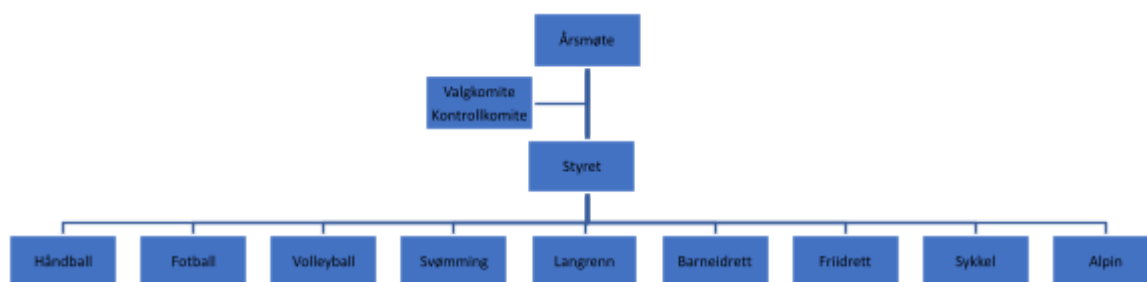 Årsmøte
Valgkomite
Kontrollkomite
Styret
Håndball
Fotball
Volleyball
Svømming
Langrenn
Barneidrett
Friidrett
Sykkel
Alpin